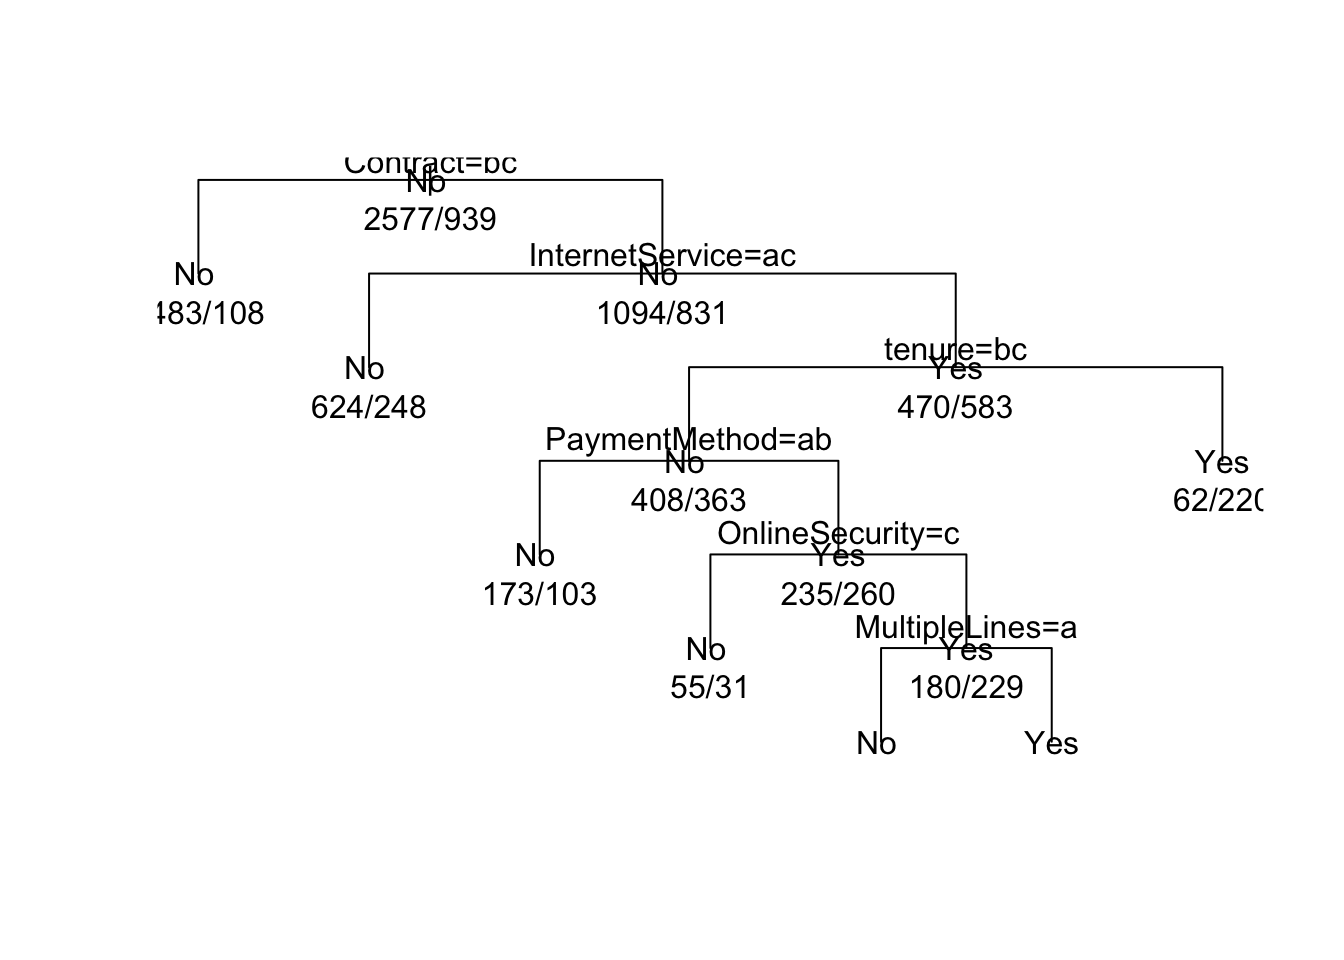 Contract=bc
No
2577/939
InternetService=ac
No
No
483/108
1094/831
tenure=bc
No
Yes
624/248
470/583
PaymentMethod=ab
No
Yes
408/363
62/220
OnlineSecurity=c
No
Yes
173/103
235/260
MultipleLines=a
No
Yes
55/31
180/229
No
Yes